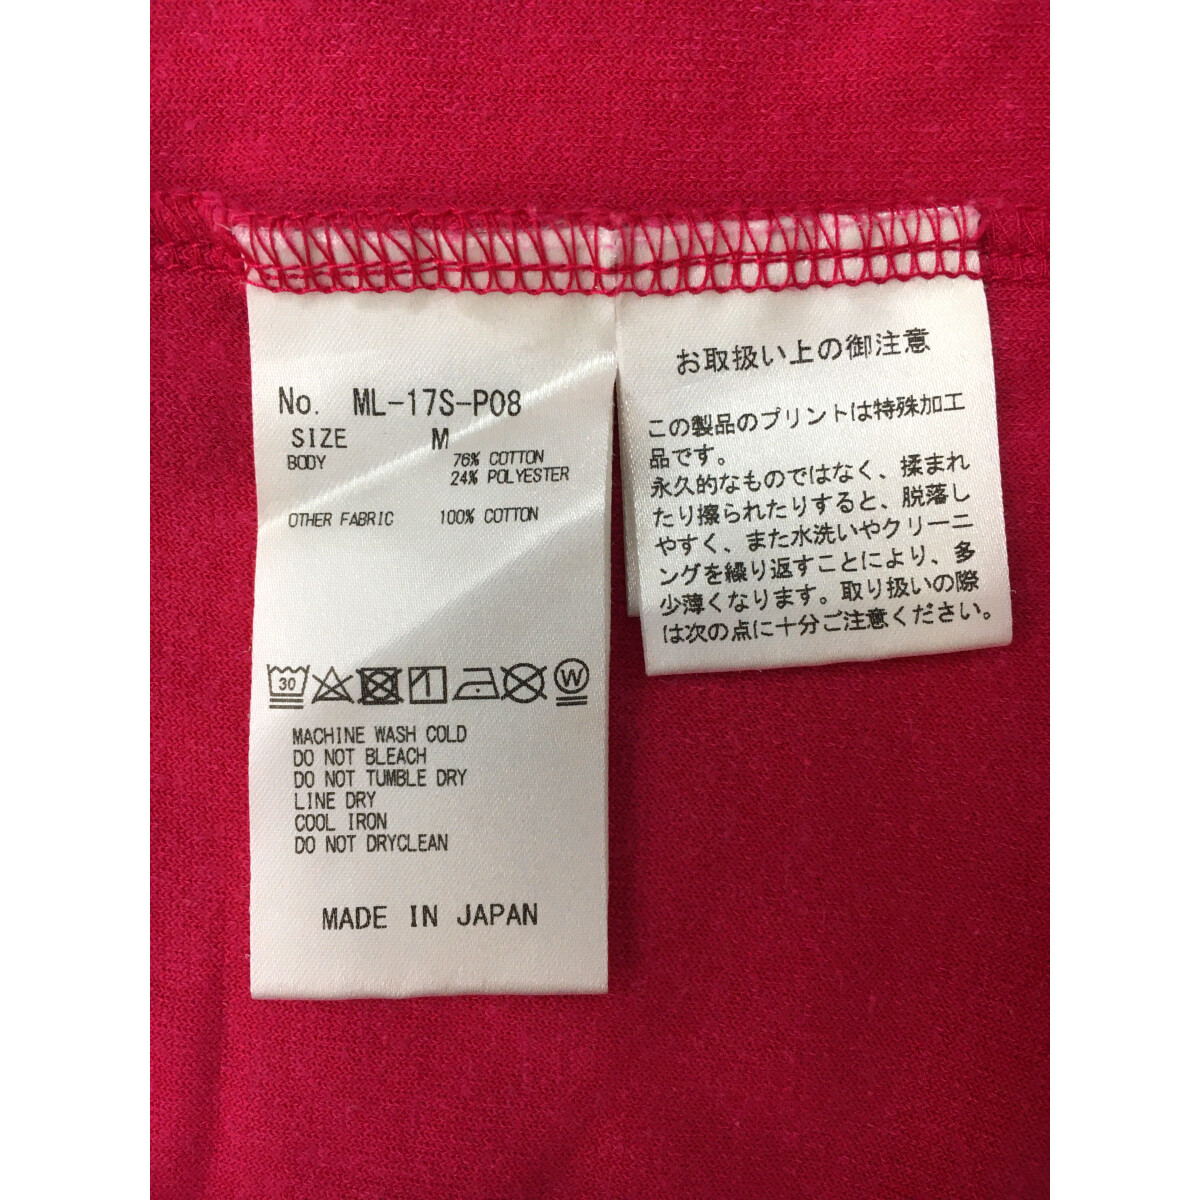 No. ML-17S-P08
SIZE M
BODY 76% COTTON
24% POLYESTER
OTHER FABRIC 100% COTTON
30
W
MACHINE WASH COLD
DO NOT BLEACH
DO NOT TUMBLE DRY
LINE DRY
COOL IRON
DO NOT DRYCLEAN
MADE IN JAPAN
お取扱い上の御注意
この製品のプリントは特殊加工
品です。
永久的なものではなく、揉まれ
たり擦られたりすると、脱落し
やすく、また水洗いやクリーニ
ングを繰り返すことにより、多
少薄くなります。取り扱いの際
は次の点に十分ご注意ください。